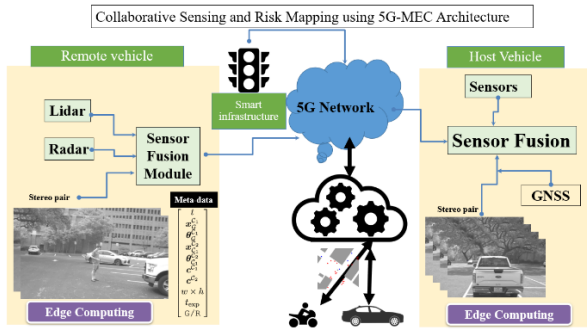 Collaborative Sensing and Risk Mapping using 5G-MEC Architecture
Remote vehicle
Lidar
Radar
Stereo pair
Sensor
Fusion
Module
Meta data
w × h
t_exp
G/R
Edge Computing
Smart
infrastructure
5G Network
Host Vehicle
Sensors
Sensor Fusion
GNSS
Stereo pair
Edge Computing